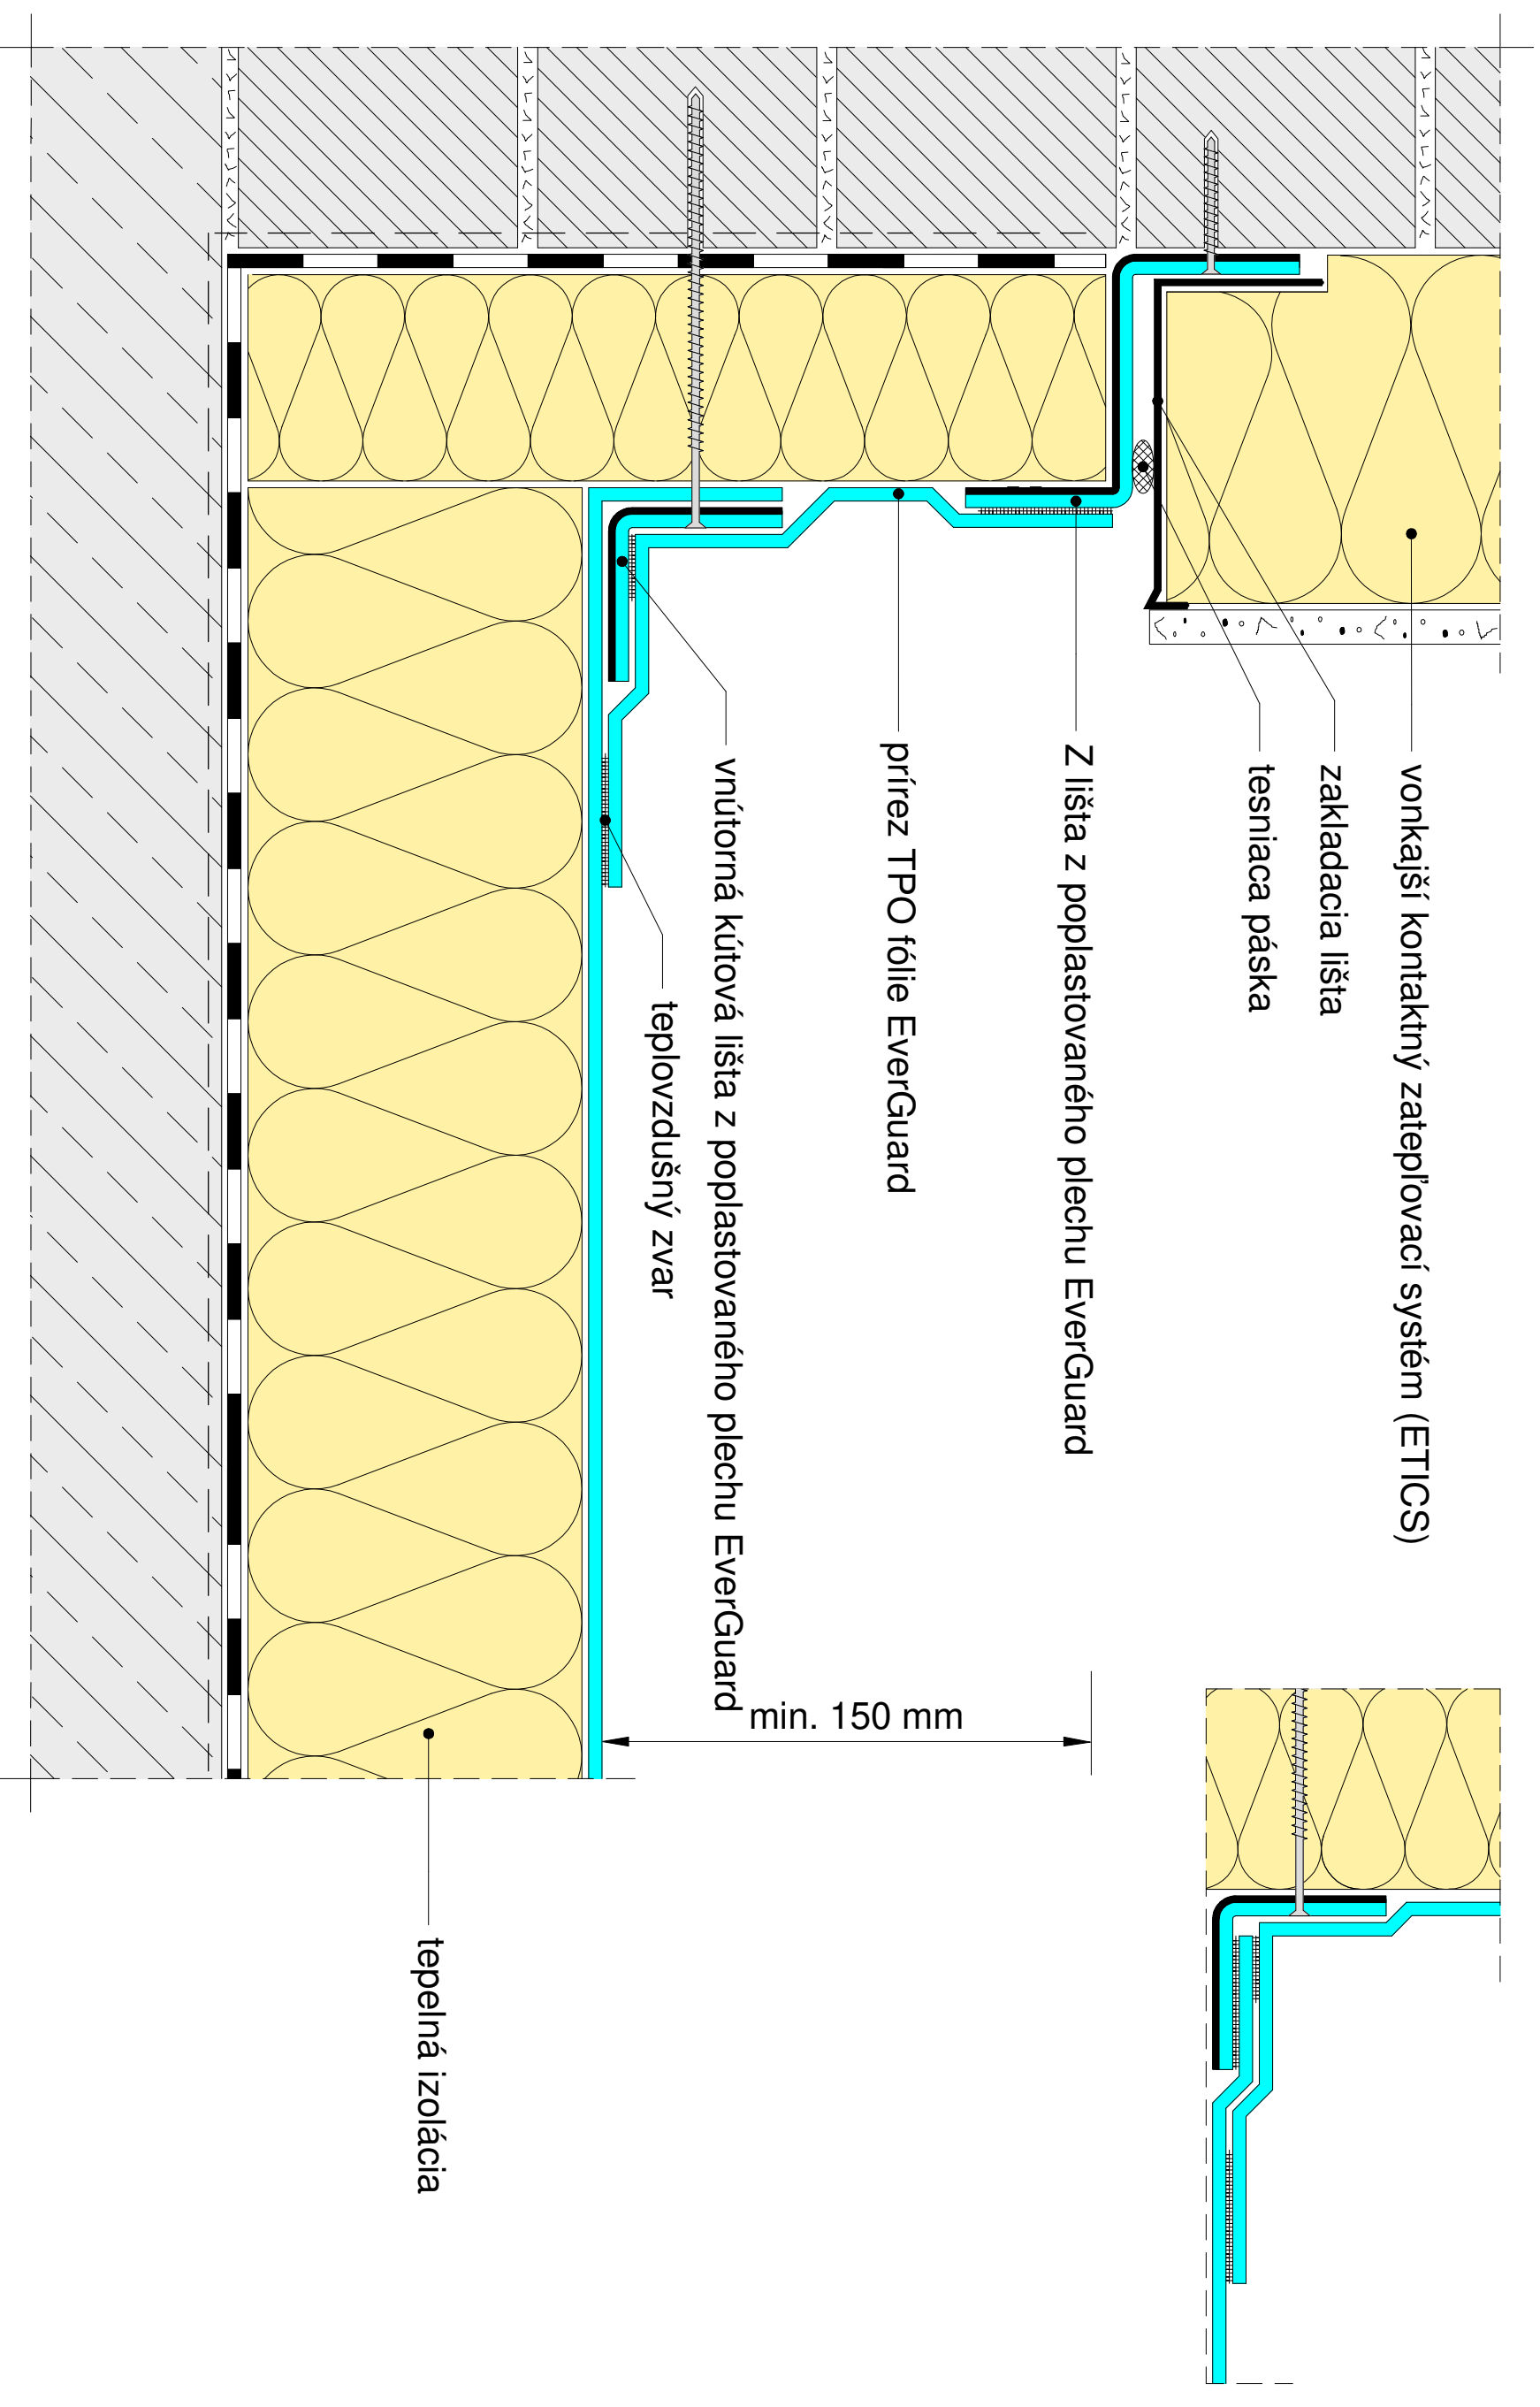 vonkajší kontaktný zatepľovací systém (ETICS)
zakladacia lišta
tesniaca páska
Z lišta z poplastovaného plechu EverGuard
prírez TPO fólie EverGuard
vnútorná kútová lišta z poplastovaného plechu EverGuard
teplovzdušný zvar
min. 150 mm
tepelná izolácia